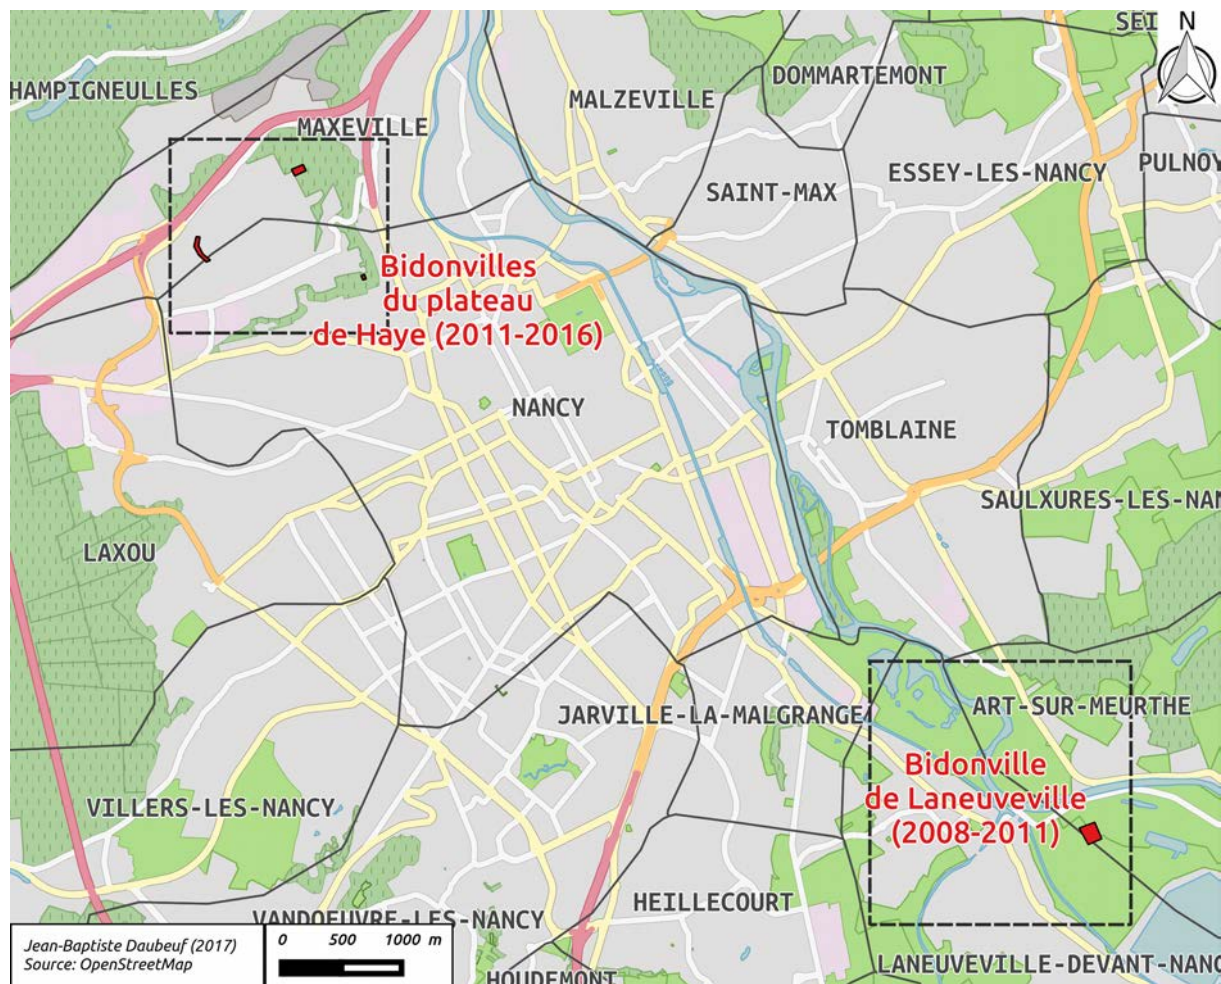 SEI
N
DOMMARTEMONT
HAMPIGNEULLES
MALZEVILLE
MAXEVILLE
ESSEY-LES-NANCY
PULNOY
SAINT-MAX
Bidonvilles
du plateau
de Haye (2011-2016)
NANCY
TOMBLAINE
SAULXURES-LES-NAN
LAXOU
ART-SUR-MEURTHE
JARVILLE-LA-MALGRANGE
Bidonville
de Laneuveville
(2008-2011)
VILLERS-LES-NANCY
HEILLECOURT
VANDOEUVRE-LES-NANCY
LANEUVEVILLE-DEVANT-NANC
HOUDEMONT
Jean-Baptiste Daubeuf (2017)
Source: OpenStreetMap
0 500 1000 m